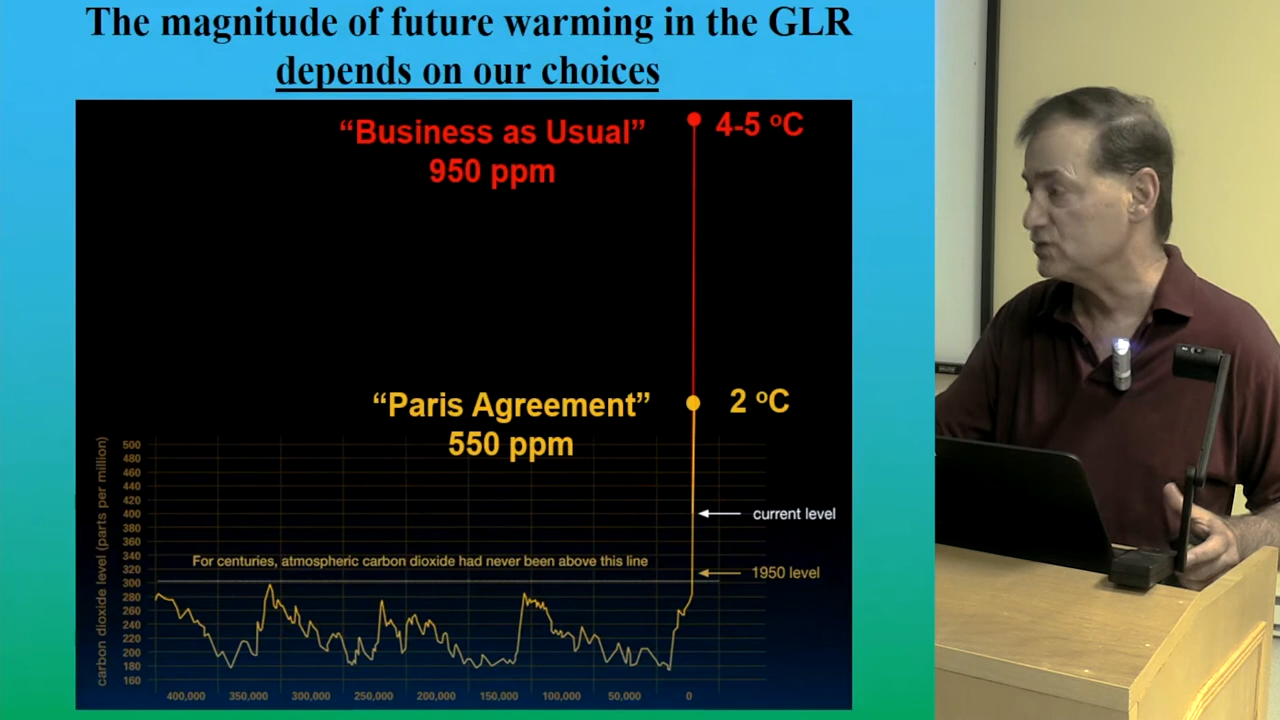 The magnitude of future warming in the GLR
depends on our choices
“Business as Usual”
950 ppm
4-5 ºC
“Paris Agreement”
550 ppm
2 ºC
carbon dioxide level (parts per million)
500
480
460
440
420
400
380
360
340
320
300
280
260
240
220
200
180
160
current level
For centuries, atmospheric carbon dioxide had never been above this line
1950 level
400,000 350,000 300,000 250,000 200,000 150,000 100,000 50,000 0